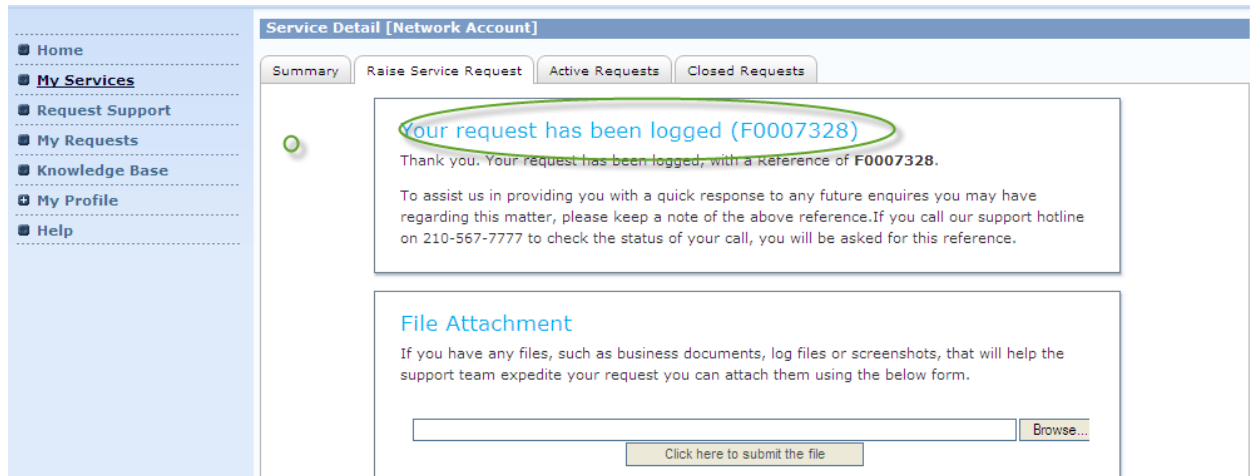 Service Detail [Network Account]
Home
My Services
Request Support
My Requests
Knowledge Base
My Profile
Help
Summary
Raise Service Request
Active Requests
Closed Requests
Your request has been logged (F0007328)
Thank you. Your request has been logged, with a Reference of F0007328.
To assist us in providing you with a quick response to any future enquires you may have
regarding this matter, please keep a note of the above reference.If you call our support hotline
on 210-567-7777 to check the status of your call, you will be asked for this reference.
File Attachment
If you have any files, such as business documents, log files or screenshots, that will help the
support team expedite your request you can attach them using the below form.
Browse...
Click here to submit the file